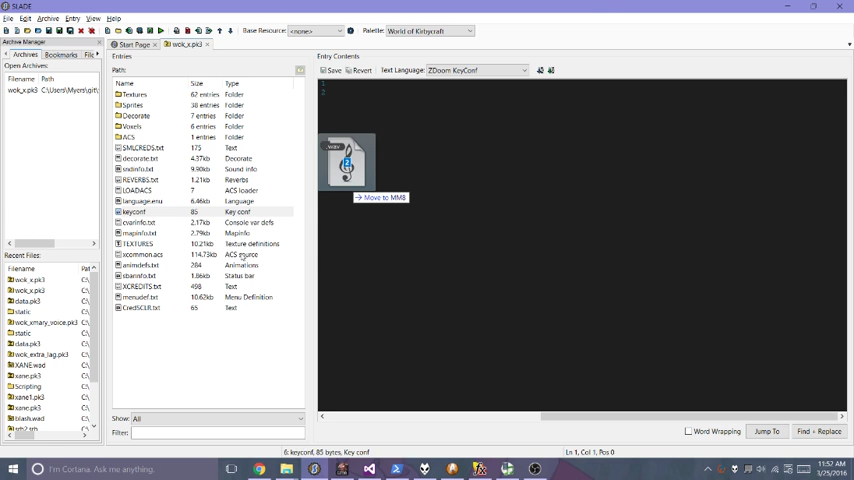 SLADE
File Edit Archive Entry View Help
Base Resource: <none> Palette: World of Kirbycraft
Archive Manager
Start Page wok_x.pk3
Archives Bookmarks
Open Archives:
Filename Path
wok_x.pk3 C:\Users\Myers\git\
Recent Files:
Filename
wok_x.pk3 C:\
wok_x.pk3 C:\
data.pk3 C:\
static C:\
wok_xmary_voice.pk3 C:\
static C:\
data.pk3 C:\
wok_extra_lag.pk3 C:\
XANE.wad C:\
xane.pk3 C:\
Scripting C:\
xane1.pk3 C:\
xane.pk3 C:\
blash.wad C:\
srb2.srb C:\
Entries
Path:
Name Size Type
Textures 62 entries Folder
Sprites 38 entries Folder
Decorate 7 entries Folder
Voxels 6 entries Folder
ACS 1 entries Folder
SMLCREDS.txt 175 Text
decorate.txt 4.37kb Decorate
sndinfo.txt 9.90kb Sound info
REVERBS.txt 1.21kb Reverbs
LOADACS 7 ACS loader
language.enu 6.46kb Language
keyconf 85 Key conf
cvarinfo.txt 2.17kb Console var defs
mapinfo.txt 2.79kb Mapinfo
TEXTURES 10.21kb Texture definitions
xcommon.acs 114.73kb ACS source
animdefs.txt 284 Animations
sbarinfo.txt 1.86kb Status bar
XCREDITS.txt 498 Text
menudef.txt 10.62kb Menu Definition
CredSCLR.txt 65 Text
Show: All
Filter:
Entry Contents
Save Revert Text Language: ZDoom KeyConf
1
2
.wav
2
Move to MM8
Word Wrapping Jump To Find + Replace
6: keyconf, 85 bytes, Key conf Ln 1, Col 1, Pos 0
I'm Cortana. Ask me anything.
11:52 AM
3/25/2016